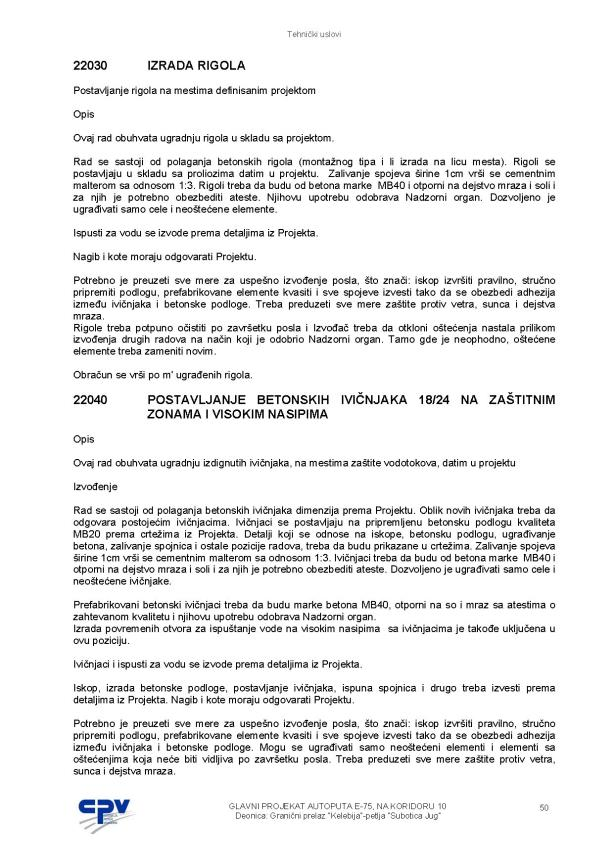 Tehnički uslovi
22030 IZRADA RIGOLA
Postavljanje rigola na mestima definisanim projektom
Opis
Ovaj rad obuhvata ugradnju rigola u skladu sa projektom.
Rad se sastoji od polaganja betonskih rigola (montažnog tipa i li izrada na licu mesta). Rigoli se
postavljaju u skladu sa proliozima datim u projektu. Zalivanje spojeva širine 1cm vrši se cementnim
malterom sa odnosom 1:3. Rigoli treba da budu od betona marke MB40 i otporni na dejstvo mraza i soli i
za njih je potrebno obezbediti ateste. Njihovu upotrebu odobrava Nadzorni organ. Dozvoljeno je
ugrađivati samo cele i neoštećene elemente.
Ispusti za vodu se izvode prema detaljima iz Projekta.
Nagib i kote moraju odgovarati Projektu.
Potrebno je preuzeti sve mere za uspešno izvođenje posla, što znači: iskop izvršiti pravilno, stručno
pripremiti podlogu, prefabrikovane elemente kvasiti i sve spojeve izvesti tako da se obezbedi adhezija
između ivičnjaka i betonske podloge. Treba preduzeti sve mere zaštite protiv vetra, sunca i dejstva
mraza.
Rigole treba potpuno očistiti po završetku posla i Izvođač treba da otkloni oštećenja nastala prilikom
izvođenja drugih radova na način koji je odobrio Nadzorni organ. Tamo gde je neophodno, oštećene
elemente treba zameniti novim.
Obračun se vrši po m' ugrađenih rigola.
22040 POSTAVLJANJE BETONSKIH IVIČNJAKA 18/24 NA ZAŠTITNIM
ZONAMA I VISOKIM NASIPIMA
Opis
Ovaj rad obuhvata ugradnju izdignutih ivičnjaka, na mestima zaštite vodotokova, datim u projektu
Izvođenje
Rad se sastoji od polaganja betonskih ivičnjaka dimenzija prema Projektu. Oblik novih ivičnjaka treba da
odgovara postojećim ivičnjacima. Ivičnjaci se postavljaju na pripremljenu betonsku podlogu kvaliteta
MB20 prema crtežima iz Projekta. Detalji koji se odnose na iskope, betonsku podlogu, ugrađivanje
betona, zalivanje spojnica i ostale pozicije radova, treba da budu prikazane u crtežima. Zalivanje spojeva
širine 1cm vrši se cementnim malterom sa odnosom 1:3. Ivičnjaci treba da budu od betona marke MB40 i
otporni na dejstvo mraza i soli i za njih je potrebno obezbediti ateste. Dozvoljeno je ugrađivati samo cele i
neoštećene ivičnjake.
Prefabrikovani betonski ivičnjaci treba da budu marke betona MB40, otporni na so i mraz sa atestima o
zahtevanom kvalitetu i njihovu upotrebu odobrava Nadzorni organ.
Izrada povremenih otvora za ispuštanje vode na visokim nasipima sa ivičnjacima je takođe uključena u
ovu poziciju.
Ivičnjaci i ispusti za vodu se izvode prema detaljima iz Projekta.
Iskop, izrada betonske podloge, postavljanje ivičnjaka, ispuna spojnica i drugo treba izvesti prema
detaljima iz Projekta. Nagib i kote moraju odgovarati Projektu.
Potrebno je preuzeti sve mere za uspešno izvođenje posla, što znači: iskop izvršiti pravilno, stručno
pripremiti podlogu, prefabrikovane elemente kvasiti i sve spojeve izvesti tako da se obezbedi adhezija
između ivičnjaka i betonske podloge. Mogu se ugrađivati samo neoštećeni elementi i elementi sa
oštećenjima koja neće biti vidljiva po završetku posla. Treba preduzeti sve mere zaštite protiv vetra,
sunca i dejstva mraza.
CPV
GLAVNI PROJEKAT AUTOPUTA E-75, NA KORIDORU 10
50
Deonica: Granični prelaz "Kelebija"-petlja "Subotica Jug"